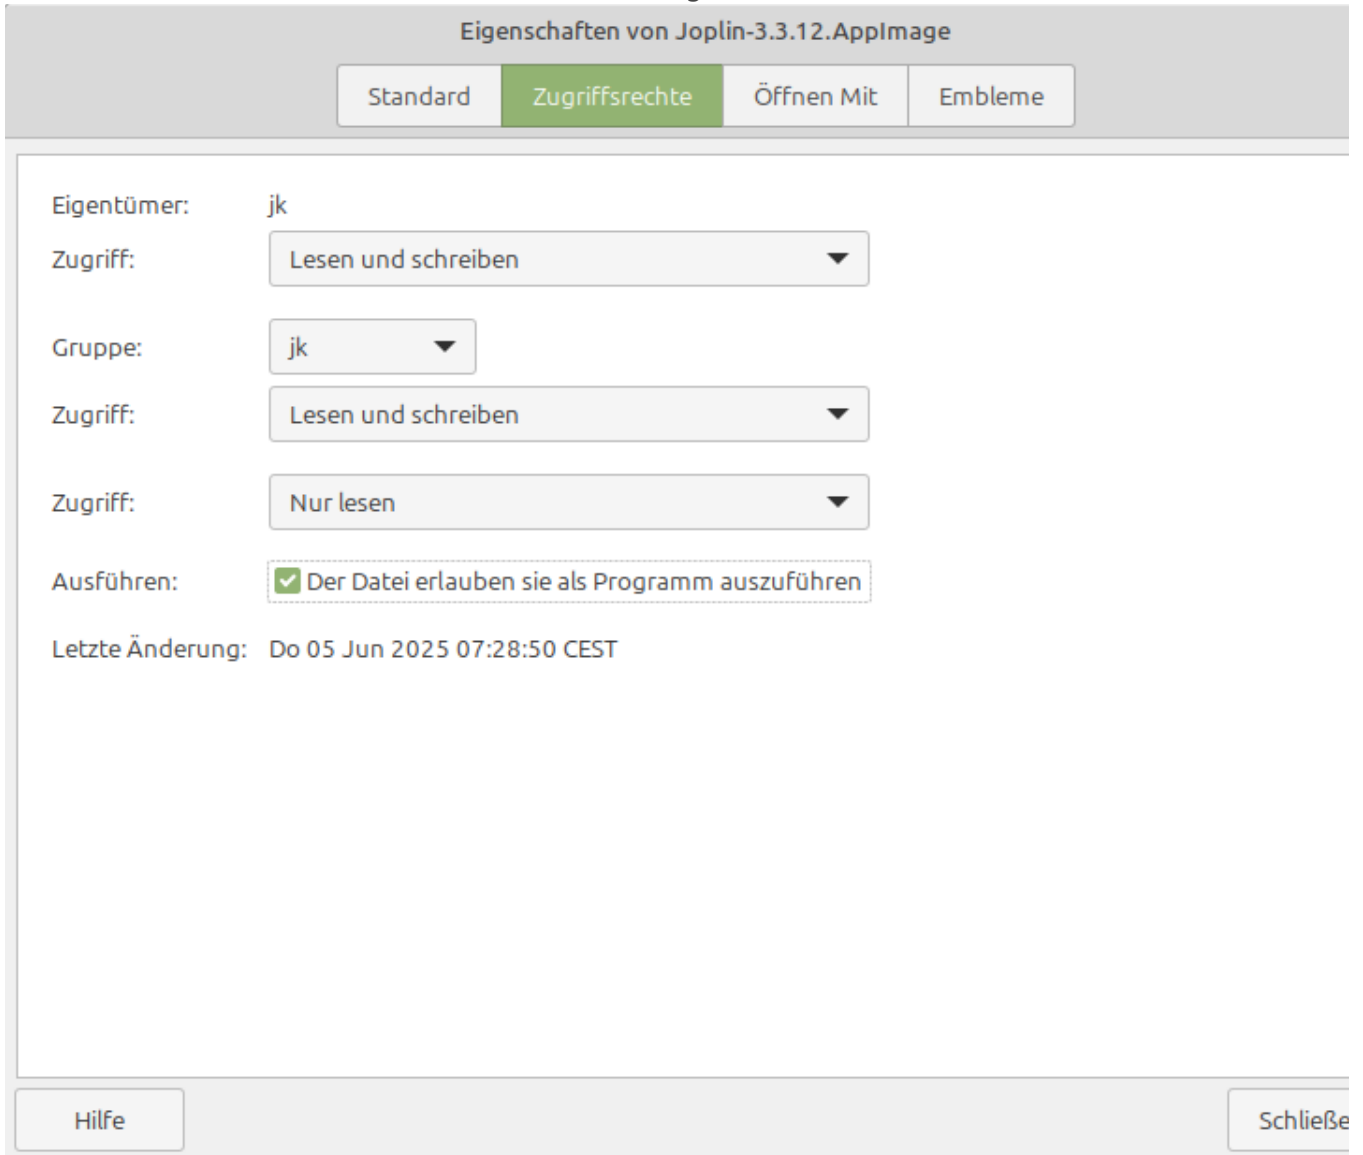 Eigenschaften von Joplin-3.3.12.AppImage
Standard Zugriffsrechte Öffnen Mit Embleme
Eigentümer: jk
Zugriff: Lesen und schreiben
Gruppe: jk
Zugriff: Lesen und schreiben
Zugriff: Nur lesen
Ausführen: Der Datei erlauben sie als Programm auszuführen
Letzte Änderung: Do 05 Jun 2025 07:28:50 CEST
Hilfe Schließe